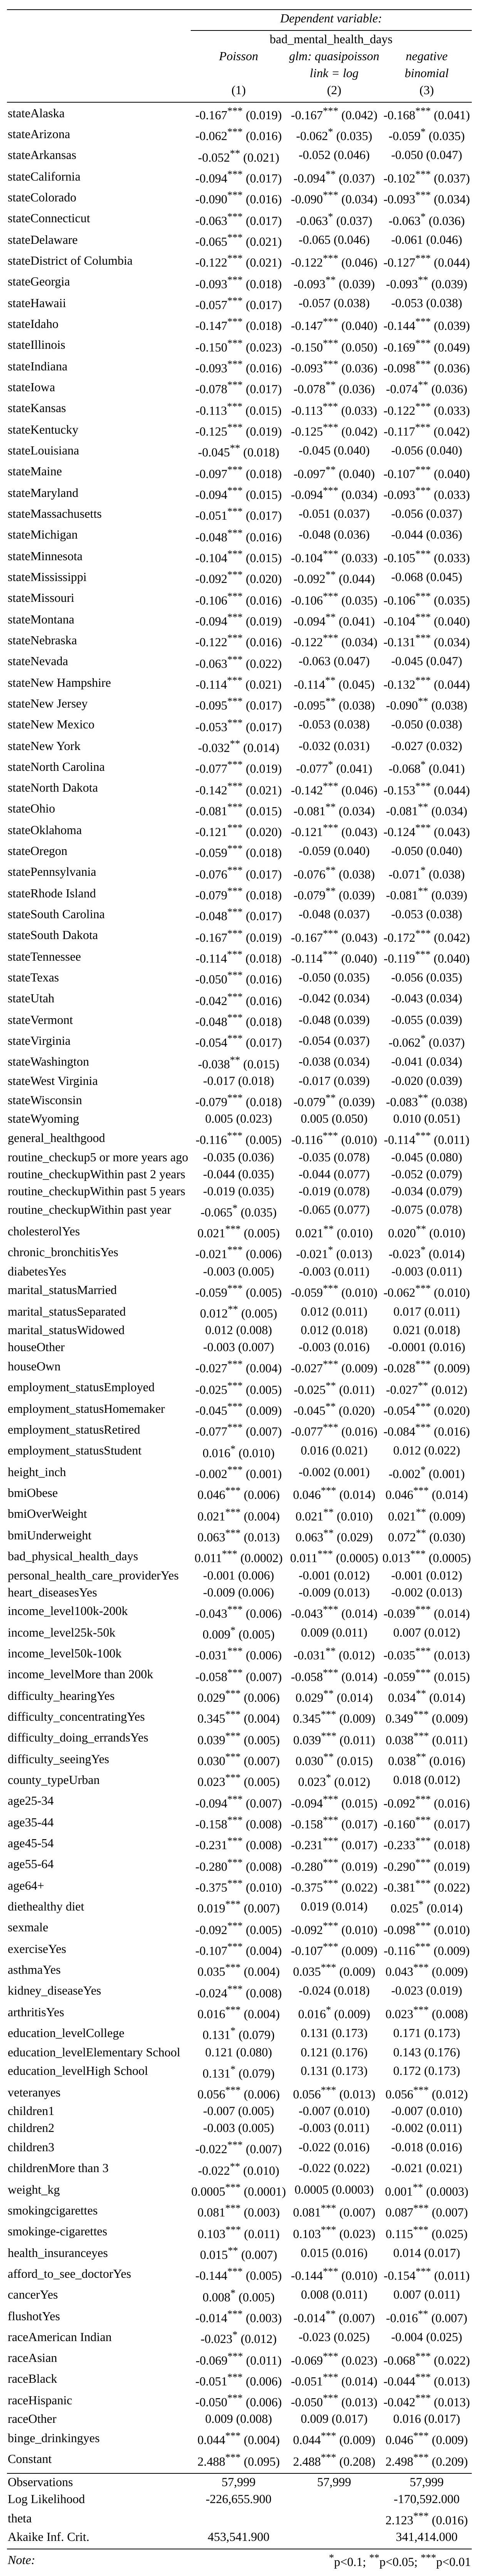 Dependent variable:
bad_mental_health_days
Poisson glm: quasipoisson negative
link = log binomial
(1) (2) (3)
stateAlaska -0.167*** (0.019) -0.167*** (0.042) -0.168*** (0.041)
stateArizona -0.062*** (0.016) -0.062* (0.035) -0.059* (0.035)
stateArkansas -0.052** (0.021) -0.052 (0.046) -0.050 (0.047)
stateCalifornia -0.094*** (0.017) -0.094** (0.037) -0.102*** (0.037)
stateColorado -0.090*** (0.016) -0.090*** (0.034) -0.093*** (0.034)
stateConnecticut -0.063*** (0.017) -0.063* (0.037) -0.063* (0.036)
stateDelaware -0.065*** (0.021) -0.065 (0.046) -0.061 (0.046)
stateDistrict of Columbia -0.122*** (0.021) -0.122*** (0.046) -0.127*** (0.044)
stateGeorgia -0.093*** (0.018) -0.093** (0.039) -0.093** (0.039)
stateHawaii -0.057*** (0.017) -0.057 (0.038) -0.053 (0.038)
stateIdaho -0.147*** (0.018) -0.147*** (0.040) -0.144*** (0.039)
stateIllinois -0.150*** (0.023) -0.150*** (0.050) -0.169*** (0.049)
stateIndiana -0.093*** (0.016) -0.093*** (0.036) -0.098*** (0.036)
stateIowa -0.078*** (0.017) -0.078** (0.036) -0.074** (0.036)
stateKansas -0.113*** (0.015) -0.113*** (0.033) -0.122*** (0.033)
stateKentucky -0.125*** (0.019) -0.125*** (0.042) -0.117*** (0.042)
stateLouisiana -0.045** (0.018) -0.045 (0.040) -0.056 (0.040)
stateMaine -0.097*** (0.018) -0.097** (0.040) -0.107*** (0.040)
stateMaryland -0.094*** (0.015) -0.094*** (0.034) -0.093*** (0.033)
stateMassachusetts -0.051*** (0.017) -0.051 (0.037) -0.056 (0.037)
stateMichigan -0.048*** (0.016) -0.048 (0.036) -0.044 (0.036)
stateMinnesota -0.104*** (0.015) -0.104*** (0.033) -0.105*** (0.033)
stateMississippi -0.092*** (0.020) -0.092** (0.044) -0.068 (0.045)
stateMissouri -0.106*** (0.016) -0.106*** (0.035) -0.106*** (0.035)
stateMontana -0.094*** (0.019) -0.094** (0.041) -0.104*** (0.040)
stateNebraska -0.122*** (0.016) -0.122*** (0.034) -0.131*** (0.034)
stateNevada -0.063*** (0.022) -0.063 (0.047) -0.045 (0.047)
stateNew Hampshire -0.114*** (0.021) -0.114** (0.045) -0.132*** (0.044)
stateNew Jersey -0.095*** (0.017) -0.095** (0.038) -0.090** (0.038)
stateNew Mexico -0.053*** (0.017) -0.053 (0.038) -0.050 (0.038)
stateNew York -0.032** (0.014) -0.032 (0.031) -0.027 (0.032)
stateNorth Carolina -0.077*** (0.019) -0.077* (0.041) -0.068* (0.041)
stateNorth Dakota -0.142*** (0.021) -0.142*** (0.046) -0.153*** (0.044)
stateOhio -0.081*** (0.015) -0.081** (0.034) -0.081** (0.034)
stateOklahoma -0.121*** (0.020) -0.121*** (0.043) -0.124*** (0.043)
stateOregon -0.059*** (0.018) -0.059 (0.040) -0.050 (0.040)
statePennsylvania -0.076*** (0.017) -0.076** (0.038) -0.071* (0.038)
stateRhode Island -0.079*** (0.018) -0.079** (0.039) -0.081** (0.039)
stateSouth Carolina -0.048*** (0.017) -0.048 (0.037) -0.053 (0.038)
stateSouth Dakota -0.167*** (0.019) -0.167*** (0.043) -0.172*** (0.042)
stateTennessee -0.114*** (0.018) -0.114*** (0.040) -0.119*** (0.040)
stateTexas -0.050*** (0.016) -0.050 (0.035) -0.056 (0.035)
stateUtah -0.042*** (0.016) -0.042 (0.034) -0.043 (0.034)
stateVermont -0.048*** (0.018) -0.048 (0.039) -0.055 (0.039)
stateVirginia -0.054*** (0.017) -0.054 (0.037) -0.062* (0.037)
stateWashington -0.038** (0.015) -0.038 (0.034) -0.041 (0.034)
stateWest Virginia -0.017 (0.018) -0.017 (0.039) -0.020 (0.039)
stateWisconsin -0.079*** (0.018) -0.079** (0.039) -0.083** (0.038)
stateWyoming 0.005 (0.023) 0.005 (0.050) 0.010 (0.051)
general_healthgood -0.116*** (0.005) -0.116*** (0.010) -0.114*** (0.011)
routine_checkup5 or more years ago -0.035 (0.036) -0.035 (0.078) -0.045 (0.080)
routine_checkupWithin past 2 years -0.044 (0.035) -0.044 (0.077) -0.052 (0.079)
routine_checkupWithin past 5 years -0.019 (0.035) -0.019 (0.078) -0.034 (0.079)
routine_checkupWithin past year -0.065* (0.035) -0.065 (0.077) -0.075 (0.078)
cholesterolYes 0.021*** (0.005) 0.021** (0.010) 0.020** (0.010)
chronic_bronchitisYes -0.021*** (0.006) -0.021* (0.013) -0.023* (0.014)
diabetesYes -0.003 (0.005) -0.003 (0.011) -0.003 (0.011)
marital_statusMarried -0.059*** (0.005) -0.059*** (0.010) -0.062*** (0.010)
marital_statusSeparated 0.012** (0.005) 0.012 (0.011) 0.017 (0.011)
marital_statusWidowed 0.012 (0.008) 0.012 (0.018) 0.021 (0.018)
houseOther -0.003 (0.007) -0.003 (0.016) -0.0001 (0.016)
houseOwn -0.027*** (0.004) -0.027*** (0.009) -0.028*** (0.009)
employment_statusEmployed -0.025*** (0.005) -0.025** (0.011) -0.027** (0.012)
employment_statusHomemaker -0.045*** (0.009) -0.045** (0.020) -0.054*** (0.020)
employment_statusRetired -0.077*** (0.007) -0.077*** (0.016) -0.084*** (0.016)
employment_statusStudent 0.016* (0.010) 0.016 (0.021) 0.012 (0.022)
height_inch -0.002*** (0.001) -0.002 (0.001) -0.002* (0.001)
bmiObese 0.046*** (0.006) 0.046*** (0.014) 0.046*** (0.014)
bmiOverWeight 0.021*** (0.004) 0.021** (0.010) 0.021** (0.009)
bmiUnderweight 0.063*** (0.013) 0.063** (0.029) 0.072** (0.030)
bad_physical_health_days 0.011*** (0.0002) 0.011*** (0.0005) 0.013*** (0.0005)
personal_health_care_providerYes -0.001 (0.006) -0.001 (0.012) -0.001 (0.012)
heart_diseasesYes -0.009 (0.006) -0.009 (0.013) -0.002 (0.013)
income_level100k-200k -0.043*** (0.006) -0.043*** (0.014) -0.039*** (0.014)
income_level25k-50k 0.009* (0.005) 0.009 (0.011) 0.007 (0.012)
income_level50k-100k -0.031*** (0.006) -0.031** (0.012) -0.035*** (0.013)
income_levelMore than 200k -0.058*** (0.007) -0.058*** (0.014) -0.059*** (0.015)
difficulty_hearingYes 0.029*** (0.006) 0.029** (0.014) 0.034** (0.014)
difficulty_concentratingYes 0.345*** (0.004) 0.345*** (0.009) 0.349*** (0.009)
difficulty_doing_errandsYes 0.039*** (0.005) 0.039*** (0.011) 0.038*** (0.011)
difficulty_seeingYes 0.030*** (0.007) 0.030** (0.015) 0.038** (0.016)
county_typeUrban 0.023*** (0.005) 0.023* (0.012) 0.018 (0.012)
age25-34 -0.094*** (0.007) -0.094*** (0.015) -0.092*** (0.016)
age35-44 -0.158*** (0.008) -0.158*** (0.017) -0.160*** (0.017)
age45-54 -0.231*** (0.008) -0.231*** (0.017) -0.233*** (0.018)
age55-64 -0.280*** (0.008) -0.280*** (0.019) -0.290*** (0.019)
age64+ -0.375*** (0.010) -0.375*** (0.022) -0.381*** (0.022)
diethealthy diet 0.019*** (0.007) 0.019 (0.014) 0.025* (0.014)
sexmale -0.092*** (0.005) -0.092*** (0.010) -0.098*** (0.010)
exerciseYes -0.107*** (0.004) -0.107*** (0.009) -0.116*** (0.009)
asthmaYes 0.035*** (0.004) 0.035*** (0.009) 0.043*** (0.009)
kidney_diseaseYes -0.024*** (0.008) -0.024 (0.018) -0.023 (0.019)
arthritisYes 0.016*** (0.004) 0.016* (0.009) 0.023*** (0.008)
education_levelCollege 0.131* (0.079) 0.131 (0.173) 0.171 (0.173)
education_levelElementary School 0.121 (0.080) 0.121 (0.176) 0.143 (0.176)
education_levelHigh School 0.131* (0.079) 0.131 (0.173) 0.172 (0.173)
veteranyes 0.056*** (0.006) 0.056*** (0.013) 0.056*** (0.012)
children1 -0.007 (0.005) -0.007 (0.010) -0.007 (0.010)
children2 -0.003 (0.005) -0.003 (0.011) -0.002 (0.011)
children3 -0.022*** (0.007) -0.022 (0.016) -0.018 (0.016)
childrenMore than 3 -0.022** (0.010) -0.022 (0.022) -0.021 (0.021)
weight_kg 0.0005*** (0.0001) 0.0005 (0.0003) 0.001** (0.0003)
smokingcigarettes 0.081*** (0.003) 0.081*** (0.007) 0.087*** (0.007)
smokinge-cigarettes 0.103*** (0.011) 0.103*** (0.023) 0.115*** (0.025)
health_insuranceyes 0.015** (0.007) 0.015 (0.016) 0.014 (0.017)
afford_to_see_doctorYes -0.144*** (0.005) -0.144*** (0.010) -0.154*** (0.011)
cancerYes 0.008* (0.005) 0.008 (0.011) 0.007 (0.011)
flushotYes -0.014*** (0.003) -0.014** (0.007) -0.016** (0.007)
raceAmerican Indian -0.023* (0.012) -0.023 (0.025) -0.004 (0.025)
raceAsian -0.069*** (0.011) -0.069*** (0.023) -0.068*** (0.022)
raceBlack -0.051*** (0.006) -0.051*** (0.014) -0.044*** (0.013)
raceHispanic -0.050*** (0.006) -0.050*** (0.013) -0.042*** (0.013)
raceOther 0.009 (0.008) 0.009 (0.017) 0.016 (0.017)
binge_drinkingyes 0.044*** (0.004) 0.044*** (0.009) 0.046*** (0.009)
Constant 2.488*** (0.095) 2.488*** (0.208) 2.498*** (0.209)
Observations 57,999 57,999 57,999
Log Likelihood -226,655.900 -170,592.000
theta 2.123*** (0.016)
Akaike Inf. Crit. 453,541.900 341,414.000
Note: *p<0.1; **p<0.05; ***p<0.01